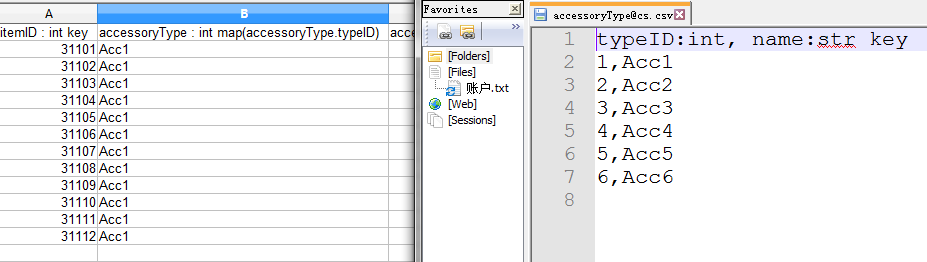 A B
itemID : int key accessoryType : int map(accessoryType.typeID) acce
31101 Acc1
31102 Acc1
31103 Acc1
31104 Acc1
31105 Acc1
31106 Acc1
31107 Acc1
31108 Acc1
31109 Acc1
31110 Acc1
31111 Acc1
31112 Acc1
Favorites
[Folders]
[Files]
账户.txt
[Web]
[Sessions]
accessoryType@cs.csv
1 typeID:int, name:str key
2 1,Acc1
3 2,Acc2
4 3,Acc3
5 4,Acc4
6 5,Acc5
7 6,Acc6
8